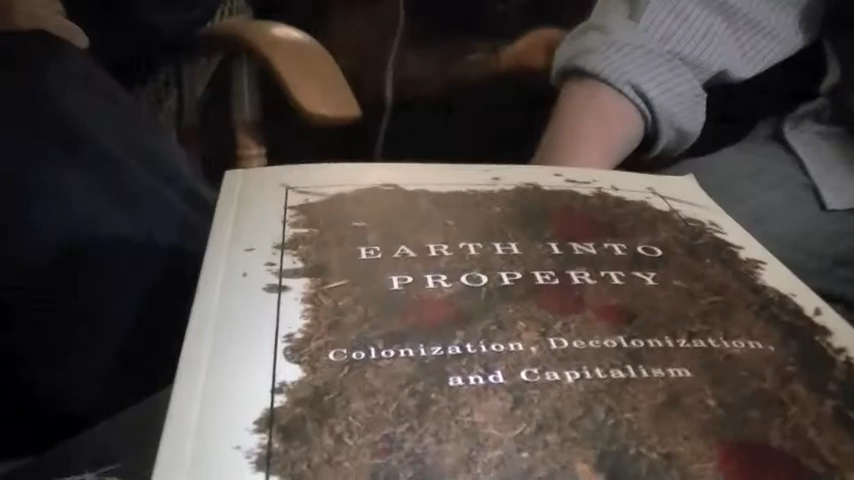 EARTH INTO
PROPERTY
Colonization, Decolonization,
and Capitalism